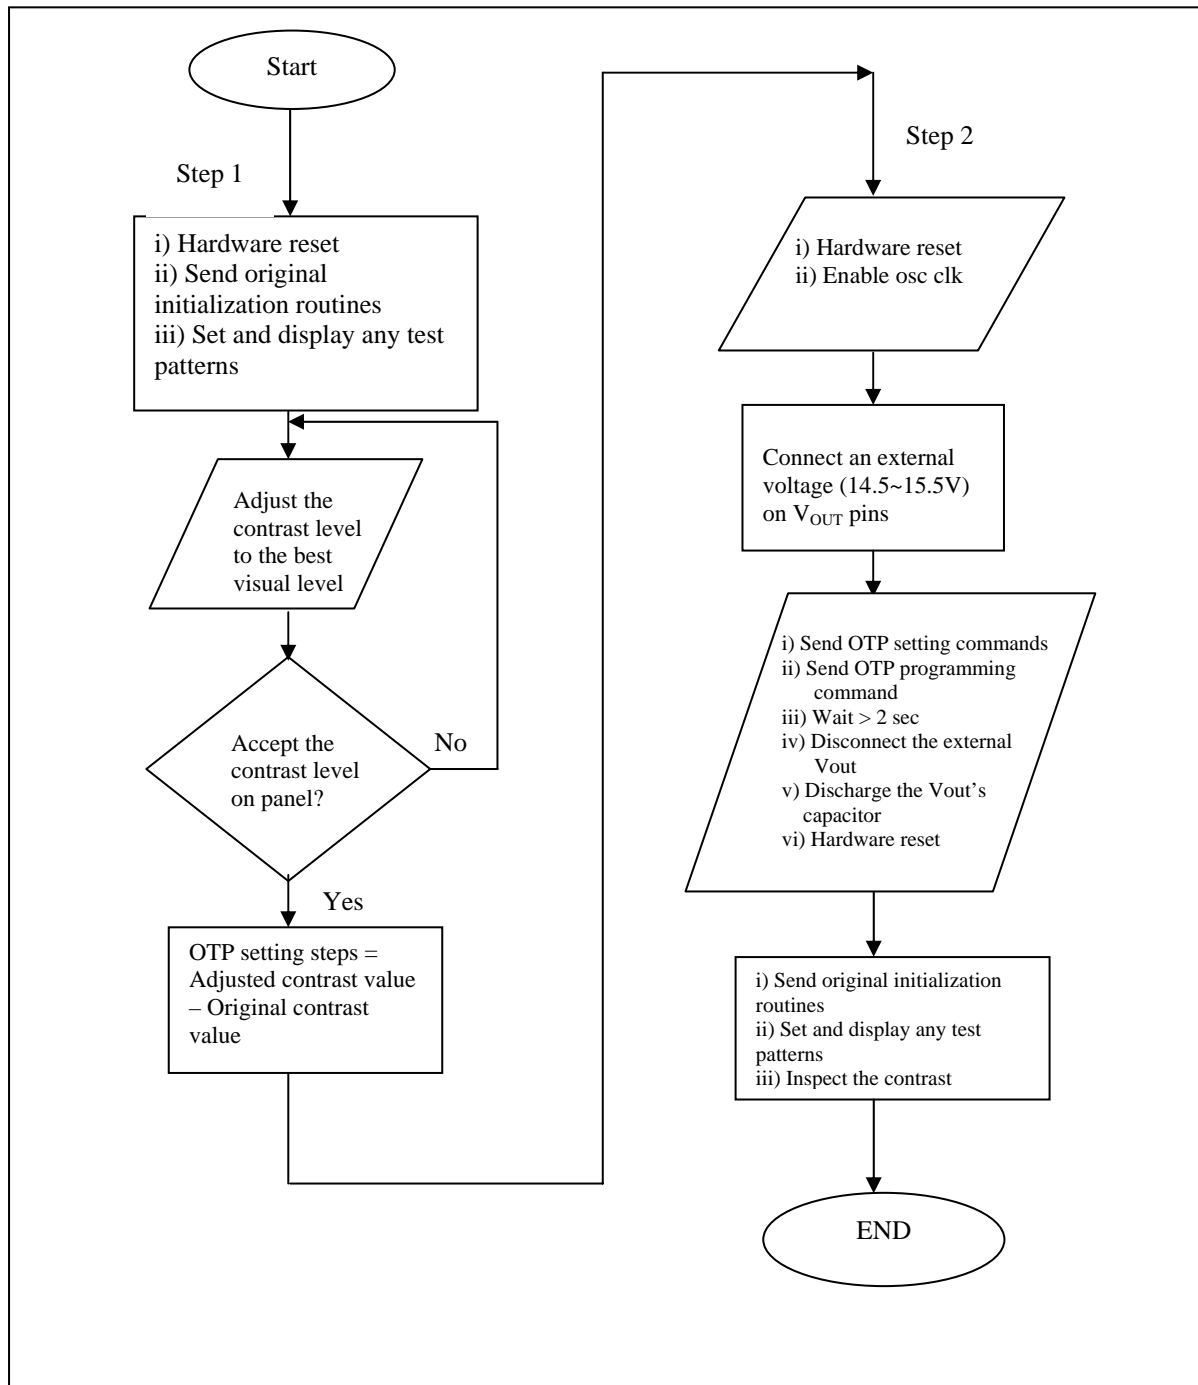 Start
Step 1
i) Hardware reset
ii) Send original
initialization routines
iii) Set and display any test
patterns
Adjust the
contrast level
to the best
visual level
Accept the
contrast level
on panel?
No
Yes
OTP setting steps =
Adjusted contrast value
– Original contrast
value
Step 2
i) Hardware reset
ii) Enable osc clk
Connect an external
voltage (14.5~15.5V)
on VOUT pins
i) Send OTP setting commands
ii) Send OTP programming
command
iii) Wait > 2 sec
iv) Disconnect the external
Vout
v) Discharge the Vout’s
capacitor
vi) Hardware reset
i) Send original initialization
routines
ii) Set and display any test
patterns
iii) Inspect the contrast
END